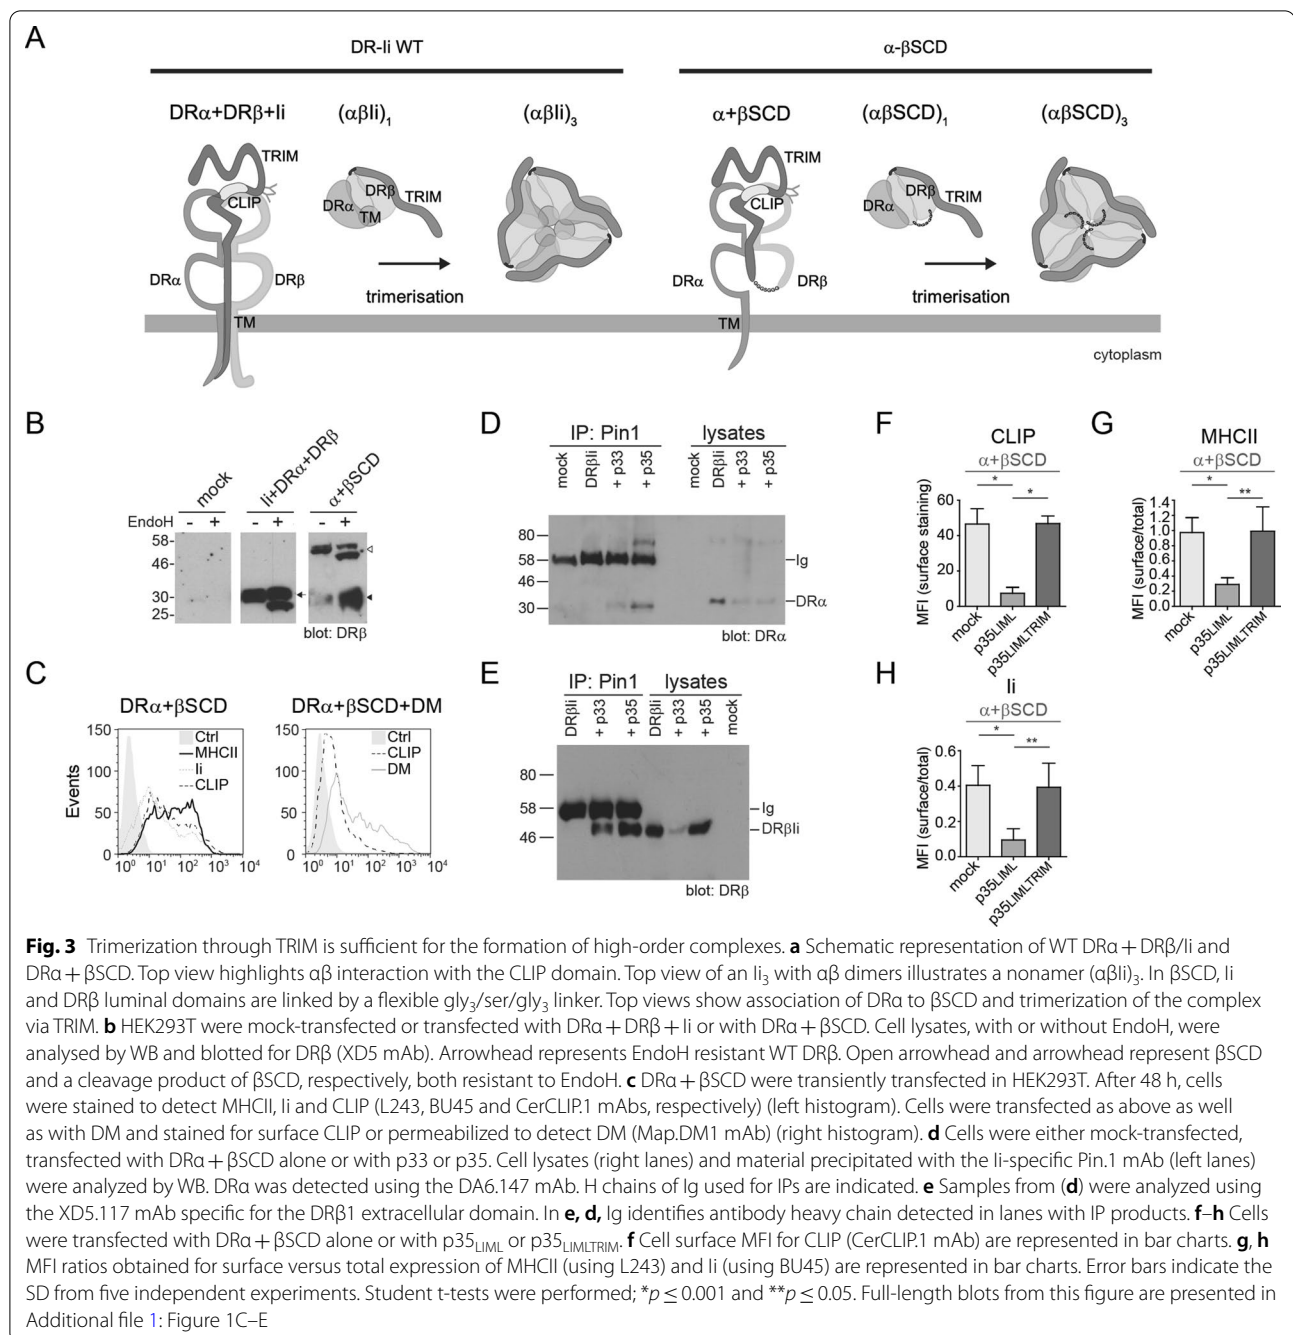 A
DR-Ii WT
α-βSCD
DRα+DRβ+Ii
(αβIi)1
(αβIi)3
α+βSCD
(αβSCD)1
(αβSCD)3
TRIM
CLIP
DRα
DRβ
TM
DRα
DRβ
TM
TRIM
trimerisation
TRIM
CLIP
DRα
DRβ
TM
DRα
DRβ
TRIM
trimerisation
cytoplasm
B
mock
Ii+DRα+DRβ
α+βSCD
EndoH - + - + - +
58-
46-
30-
25-
blot: DRβ
C
DRα+βSCD
DRα+βSCD+DM
Events
150
100
50
0
Ctrl
MHCII
Ii
CLIP
10^0 10^1 10^2 10^3 10^4
150
100
50
0
Ctrl
CLIP
DM
10^0 10^1 10^2 10^3 10^4
D
IP: Pin1
lysates
mock
DRβIi
+ p33
+ p35
mock
DRβIi
+ p33
+ p35
80
58
46
30
Ig
DRα
blot: DRα
E
IP: Pin1
lysates
DRβIi
+ p33
+ p35
DRβIi
+ p33
+ p35
mock
80
58
46
Ig
DRβIi
blot: DRβ
F
CLIP
α+βSCD
MFI (surface staining)
60
40
20
0
* *
mock
p35LIML
p35LIMLTRIM
G
MHCII
α+βSCD
MFI (surface/total)
1.4
1.2
1.0
0.8
0.6
0.4
0.2
0.0
* **
mock
p35LIML
p35LIMLTRIM
H
Ii
α+βSCD
MFI (surface/total)
0.6
0.4
0.2
0.0
* **
mock
p35LIML
p35LIMLTRIM
Fig. 3 Trimerization through TRIM is sufficient for the formation of high-order complexes. a Schematic representation of WT DRα + DRβ/Ii and
DRα + βSCD. Top view highlights αβ interaction with the CLIP domain. Top view of an Ii3 with αβ dimers illustrates a nonamer (αβIi)3. In βSCD, Ii
and DRβ luminal domains are linked by a flexible gly3/ser/gly3 linker. Top views show association of DRα to βSCD and trimerization of the complex
via TRIM. b HEK293T were mock-transfected or transfected with DRα + DRβ + Ii or with DRα + βSCD. Cell lysates, with or without EndoH, were
analysed by WB and blotted for DRβ (XD5 mAb). Arrowhead represents EndoH resistant WT DRβ. Open arrowhead and arrowhead represent βSCD
and a cleavage product of βSCD, respectively, both resistant to EndoH. c DRα + βSCD were transiently transfected in HEK293T. After 48 h, cells
were stained to detect MHCII, Ii and CLIP (L243, BU45 and CerCLIP.1 mAbs, respectively) (left histogram). Cells were transfected as above as well
as with DM and stained for surface CLIP or permeabilized to detect DM (Map.DM1 mAb) (right histogram). d Cells were either mock-transfected,
transfected with DRα + βSCD alone or with p33 or p35. Cell lysates (right lanes) and material precipitated with the Ii-specific Pin.1 mAb (left lanes)
were analyzed by WB. DRα was detected using the DA6.147 mAb. H chains of Ig used for IPs are indicated. e Samples from (d) were analyzed using
the XD5.117 mAb specific for the DRβ1 extracellular domain. In e, d, Ig identifies antibody heavy chain detected in lanes with IP products. f–h Cells
were transfected with DRα + βSCD alone or with p35LIML or p35LIMLTRIM. f Cell surface MFI for CLIP (CerCLIP.1 mAb) are represented in bar charts. g, h
MFI ratios obtained for surface versus total expression of MHCII (using L243) and Ii (using BU45) are represented in bar charts. Error bars indicate the
SD from five independent experiments. Student t-tests were performed; *p ≤ 0.001 and **p ≤ 0.05. Full-length blots from this figure are presented in
Additional file 1: Figure 1C–E